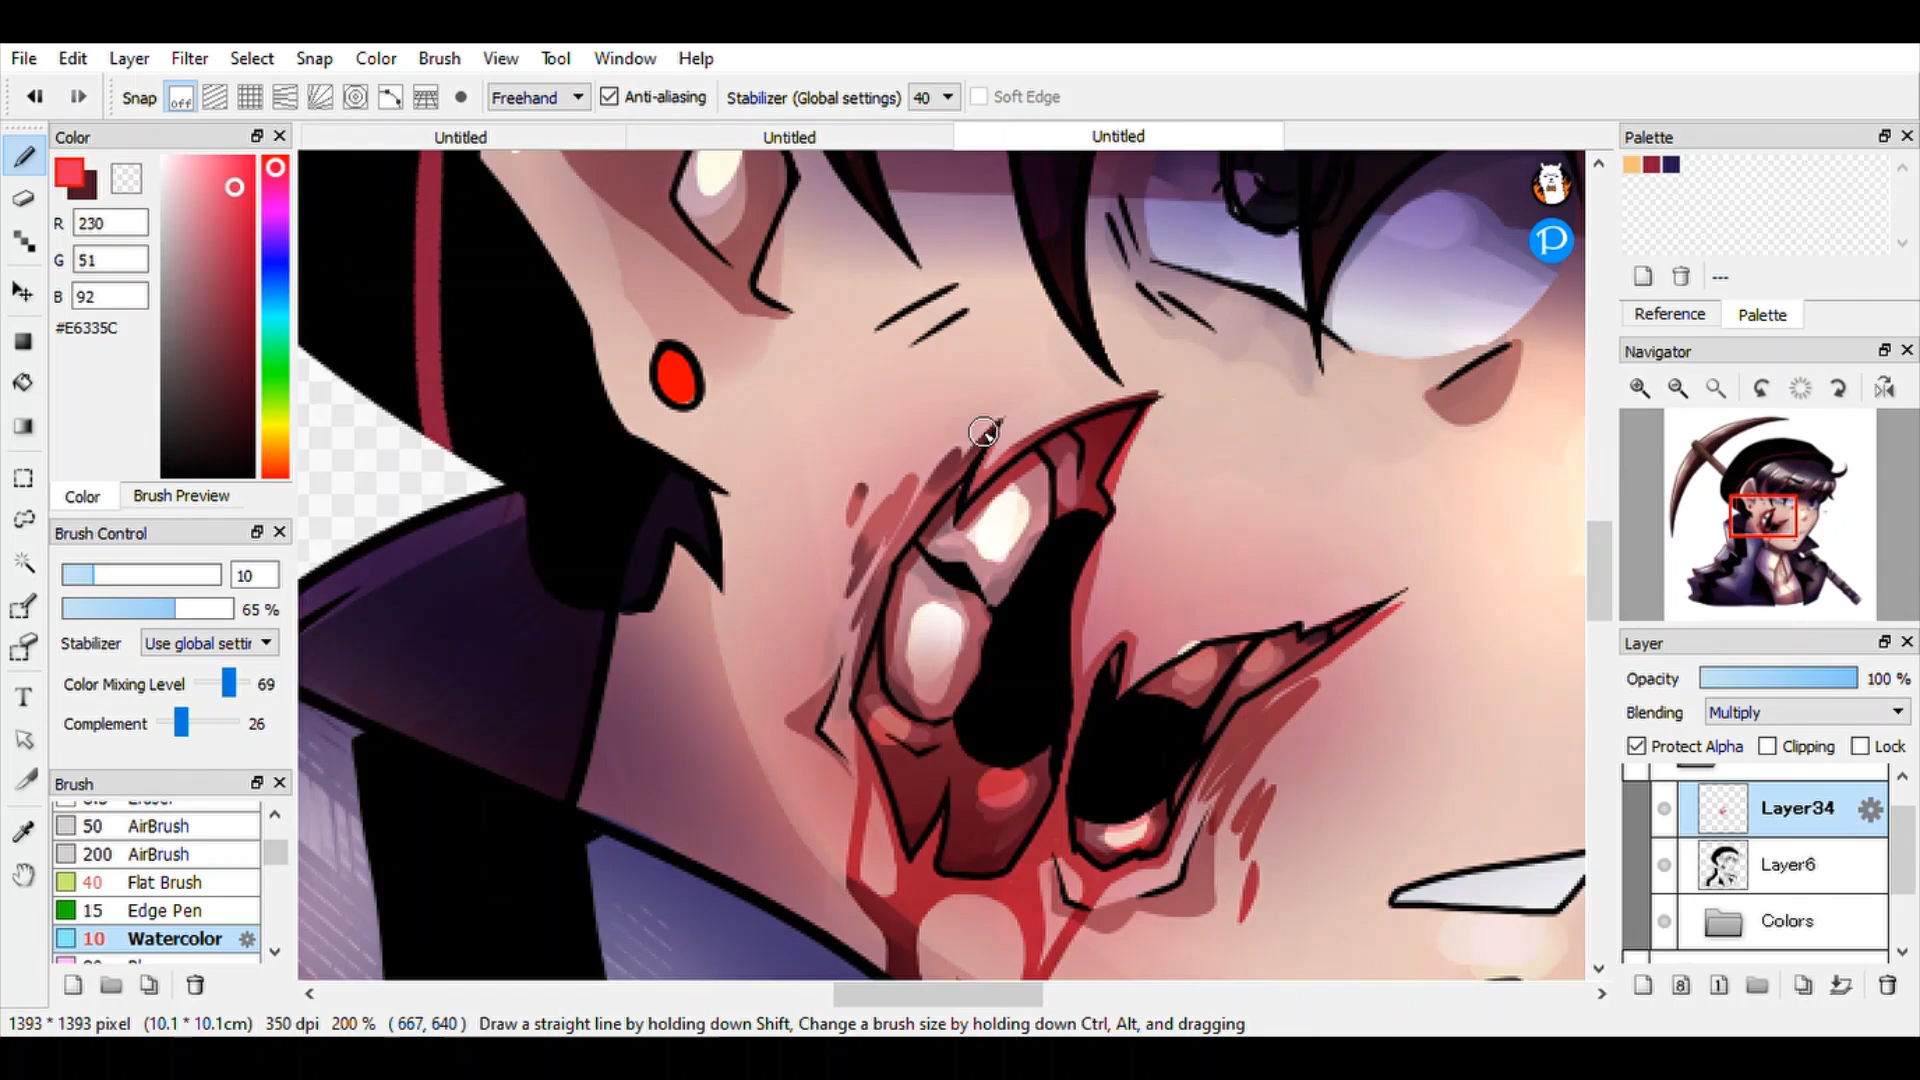 File Edit Layer Filter Select Snap Color Brush View Tool Window Help
Snap off Freehand Anti-aliasing Stabilizer (Global settings) 40 Soft Edge
Color
Untitled Untitled Untitled
Palette
R 230
G 51
B 92
#E6335C
---
Reference Palette
Navigator
Color Brush Preview
Brush Control
10
65 %
Stabilizer Use global settir
Color Mixing Level 69
Complement 26
Layer
Opacity 100 %
Blending Multiply
Protect Alpha Clipping Lock
Brush
50 AirBrush
200 AirBrush
40 Flat Brush
15 Edge Pen
10 Watercolor
Layer34
Layer6
Colors
T
P
8
1
1393 * 1393 pixel (10.1 * 10.1cm) 350 dpi 200 % ( 667, 640 ) Draw a straight line by holding down Shift, Change a brush size by holding down Ctrl, Alt, and dragging